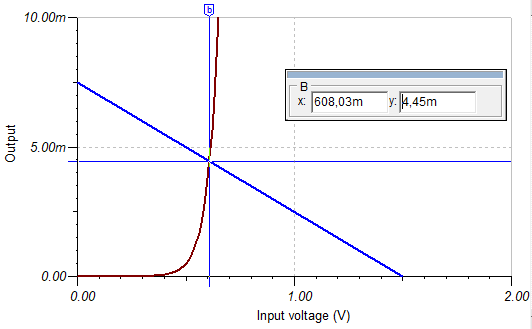 b
10.00m
B
x: 608,03m y: 4,45m
Output
5.00m
0.00
0.00 1.00 2.00
Input voltage (V)